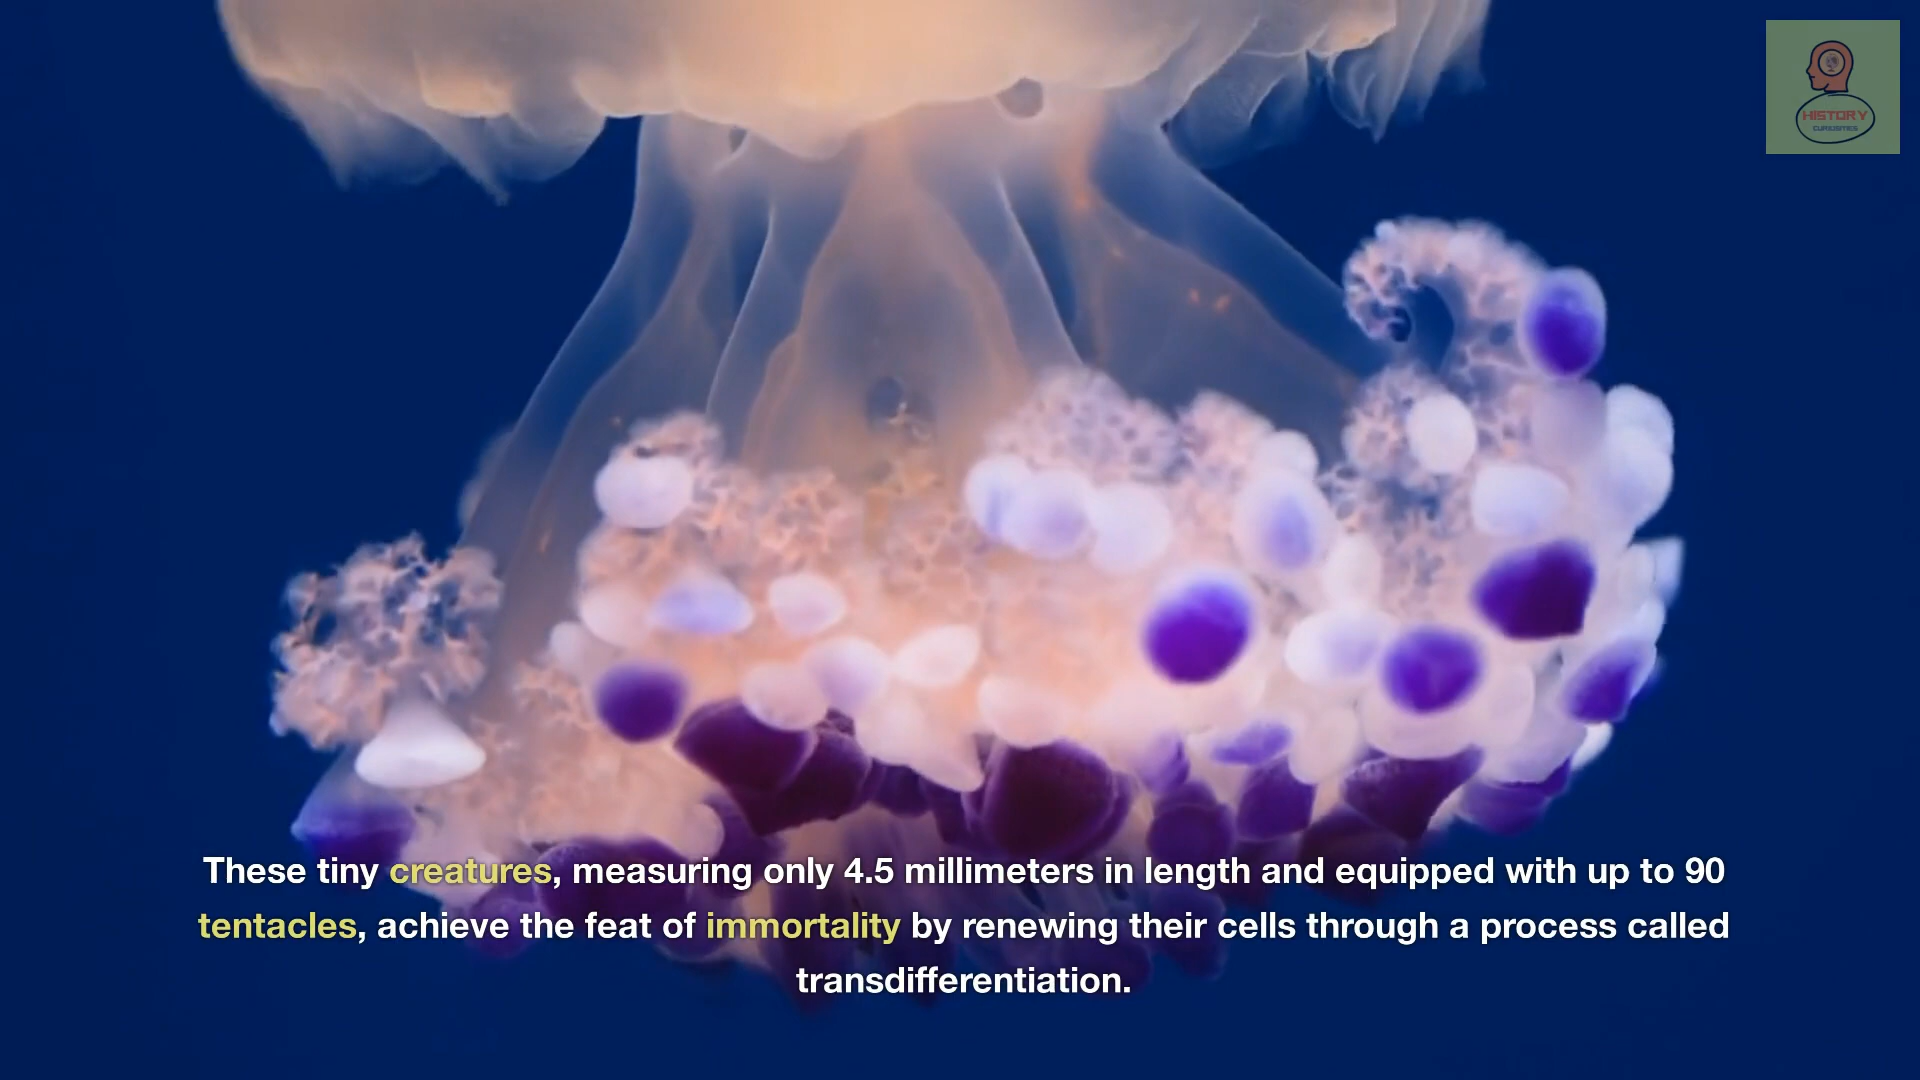 HISTORY
CURIOSITIES
These tiny creatures, measuring only 4.5 millimeters in length and equipped with up to 90
tentacles, achieve the feat of immortality by renewing their cells through a process called
transdifferentiation.